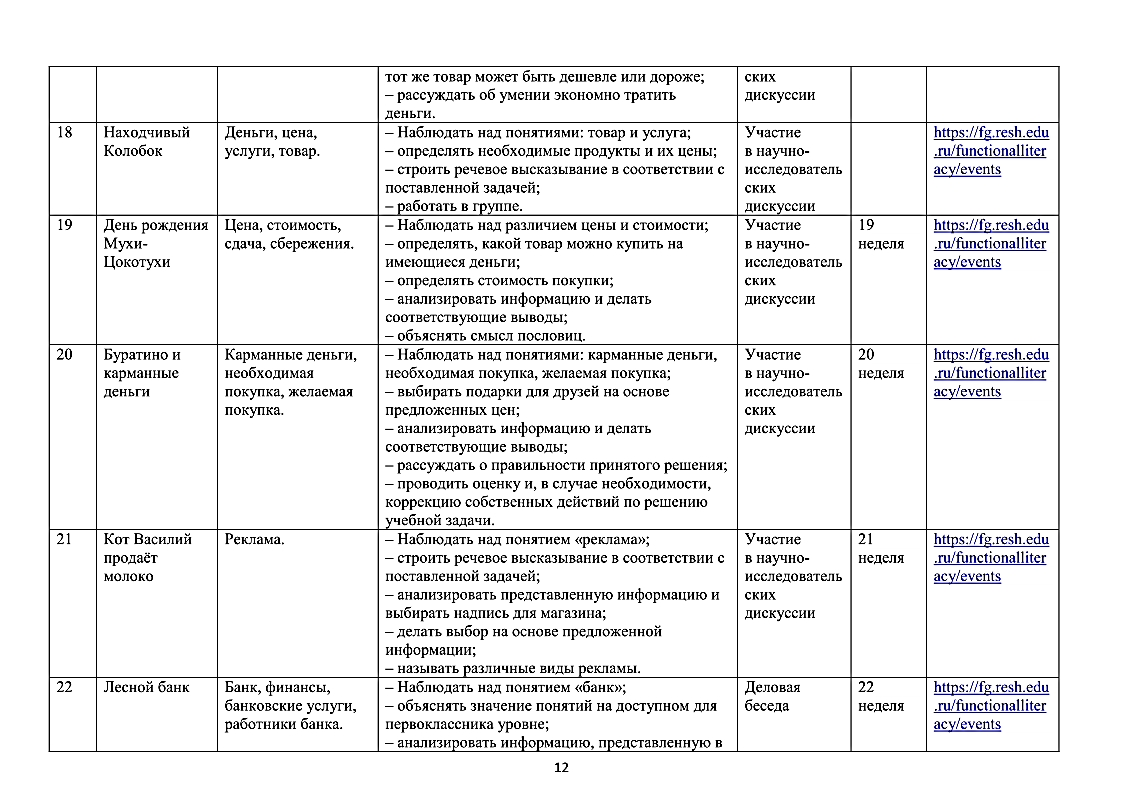 тот же товар может быть дешевле или дороже;
– рассуждать об умении экономно тратить
деньги.
ских
дискуссии
18
Находчивый
Колобок
Деньги, цена,
услуги, товар.
– Наблюдать над понятиями: товар и услуга;
– определять необходимые продукты и их цены;
– строить речевое высказывание в соответствии с
поставленной задачей;
– работать в группе.
Участие
в научно-
исследователь
ских
дискуссии
https://fg.resh.edu
.ru/functionalliter
acy/events
19
День рождения
Мухи-
Цокотухи
Цена, стоимость,
сдача, сбережения.
– Наблюдать над различием цены и стоимости;
– определять, какой товар можно купить на
имеющиеся деньги;
– определять стоимость покупки;
– анализировать информацию и делать
соответствующие выводы;
– объяснять смысл пословиц.
Участие
в научно-
исследователь
ских
дискуссии
19
неделя
https://fg.resh.edu
.ru/functionalliter
acy/events
20
Буратино и
карманные
деньги
Карманные деньги,
необходимая
покупка, желаемая
покупка.
– Наблюдать над понятиями: карманные деньги,
необходимая покупка, желаемая покупка;
– выбирать подарки для друзей на основе
предложенных цен;
– анализировать информацию и делать
соответствующие выводы;
– рассуждать о правильности принятого решения;
– проводить оценку и, в случае необходимости,
коррекцию собственных действий по решению
учебной задачи.
Участие
в научно-
исследователь
ских
дискуссии
20
неделя
https://fg.resh.edu
.ru/functionalliter
acy/events
21
Кот Василий
продаёт
молоко
Реклама.
– Наблюдать над понятием «реклама»;
– строить речевое высказывание в соответствии с
поставленной задачей;
– анализировать представленную информацию и
выбирать надпись для магазина;
– делать выбор на основе предложенной
информации;
– называть различные виды рекламы.
Участие
в научно-
исследователь
ских
дискуссии
21
неделя
https://fg.resh.edu
.ru/functionalliter
acy/events
22
Лесной банк
Банк, финансы,
банковские услуги,
работники банка.
– Наблюдать над понятием «банк»;
– объяснять значение понятий на доступном для
первоклассника уровне;
– анализировать информацию, представленную в
Деловая
беседа
22
неделя
https://fg.resh.edu
.ru/functionalliter
acy/events
12